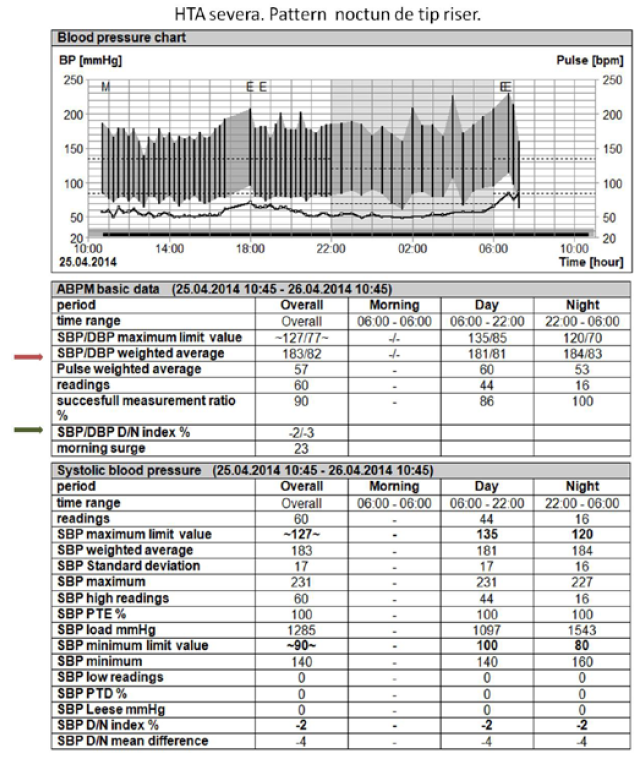 HTA severa. Pattern noctun de tip riser.
Blood pressure chart
BP [mmHg] Pulse [bpm]
250 M E E EE 250
200 200
150 150
100 100
50 50
20 20
10:00 14:00 18:00 22:00 02:00 06:00 10:00
25.04.2014 Time [hour]
ABPM basic data (25.04.2014 10:45 - 26.04.2014 10:45)
period Overall Morning Day Night
time range Overall 06:00 - 06:00 06:00 - 22:00 22:00 - 06:00
SBP/DBP maximum limit value ~127/77~ -/- 135/85 120/70
SBP/DBP weighted average 183/82 -/- 181/81 184/83
Pulse weighted average 57 - 60 53
readings 60 - 44 16
succesfull measurement ratio 90 - 86 100
%
SBP/DBP D/N index % -2/-3
morning surge 23
Systolic blood pressure (25.04.2014 10:45 - 26.04.2014 10:45)
period Overall Morning Day Night
time range Overall 06:00 - 06:00 06:00 - 22:00 22:00 - 06:00
readings 60 - 44 16
SBP maximum limit value ~127~ - 135 120
SBP weighted average 183 - 181 184
SBP Standard deviation 17 - 17 16
SBP maximum 231 - 231 227
SBP high readings 60 - 44 16
SBP PTE % 100 - 100 100
SBP load mmHg 1285 - 1097 1543
SBP minimum limit value ~90~ - 100 80
SBP minimum 140 - 140 160
SBP low readings 0 - 0 0
SBP PTD % 0 - 0 0
SBP Leese mmHg 0 - 0 0
SBP D/N index % -2 - -2 -2
SBP D/N mean difference -4 - -4 -4